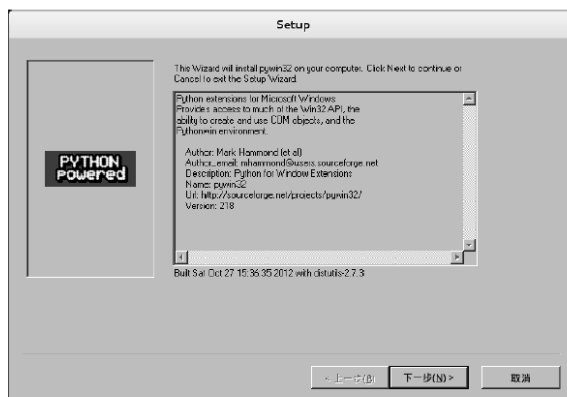 Setup
This Wizard will install pywin32 on your computer. Click Next to continue or
Cancel to exit the Setup Wizard.
Python extensions for Microsoft Windows
Provides access to much of the Win32 API, the
ability to create and use COM objects, and the
Pythonwin environment.
Author: Mark Hammond (et al)
Author_email: mhammond@users.sourceforge.net
Description: Python for Window Extensions
Name: pywin32
Url: http://sourceforge.net/projects/pywin32/
Version: 218
PYTHON
Powered
Built Sat Oct 27 15:36:35 2012 with distutils-2.7.3
<上一步(B)
下一步(N)>
取消